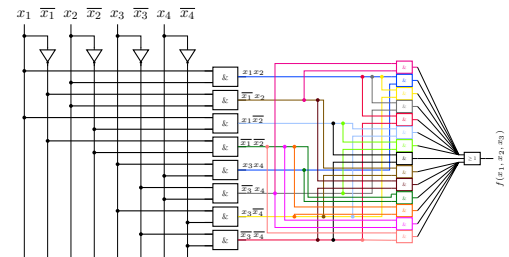 x₁ x̅₁ x₂ x̅₂ x₃ x̅₃ x₄ x̅₄
& x₁x₂
& x̅₁x₂
& x₁x̅₂
& x̅₁x̅₂
& x₃x₄
& x̅₃x₄
& x₃x̅₄
& x̅₃x̅₄
&
&
&
&
&
&
&
&
&
&
&
&
&
&
≥1
f(x₁, x₂, x₃)